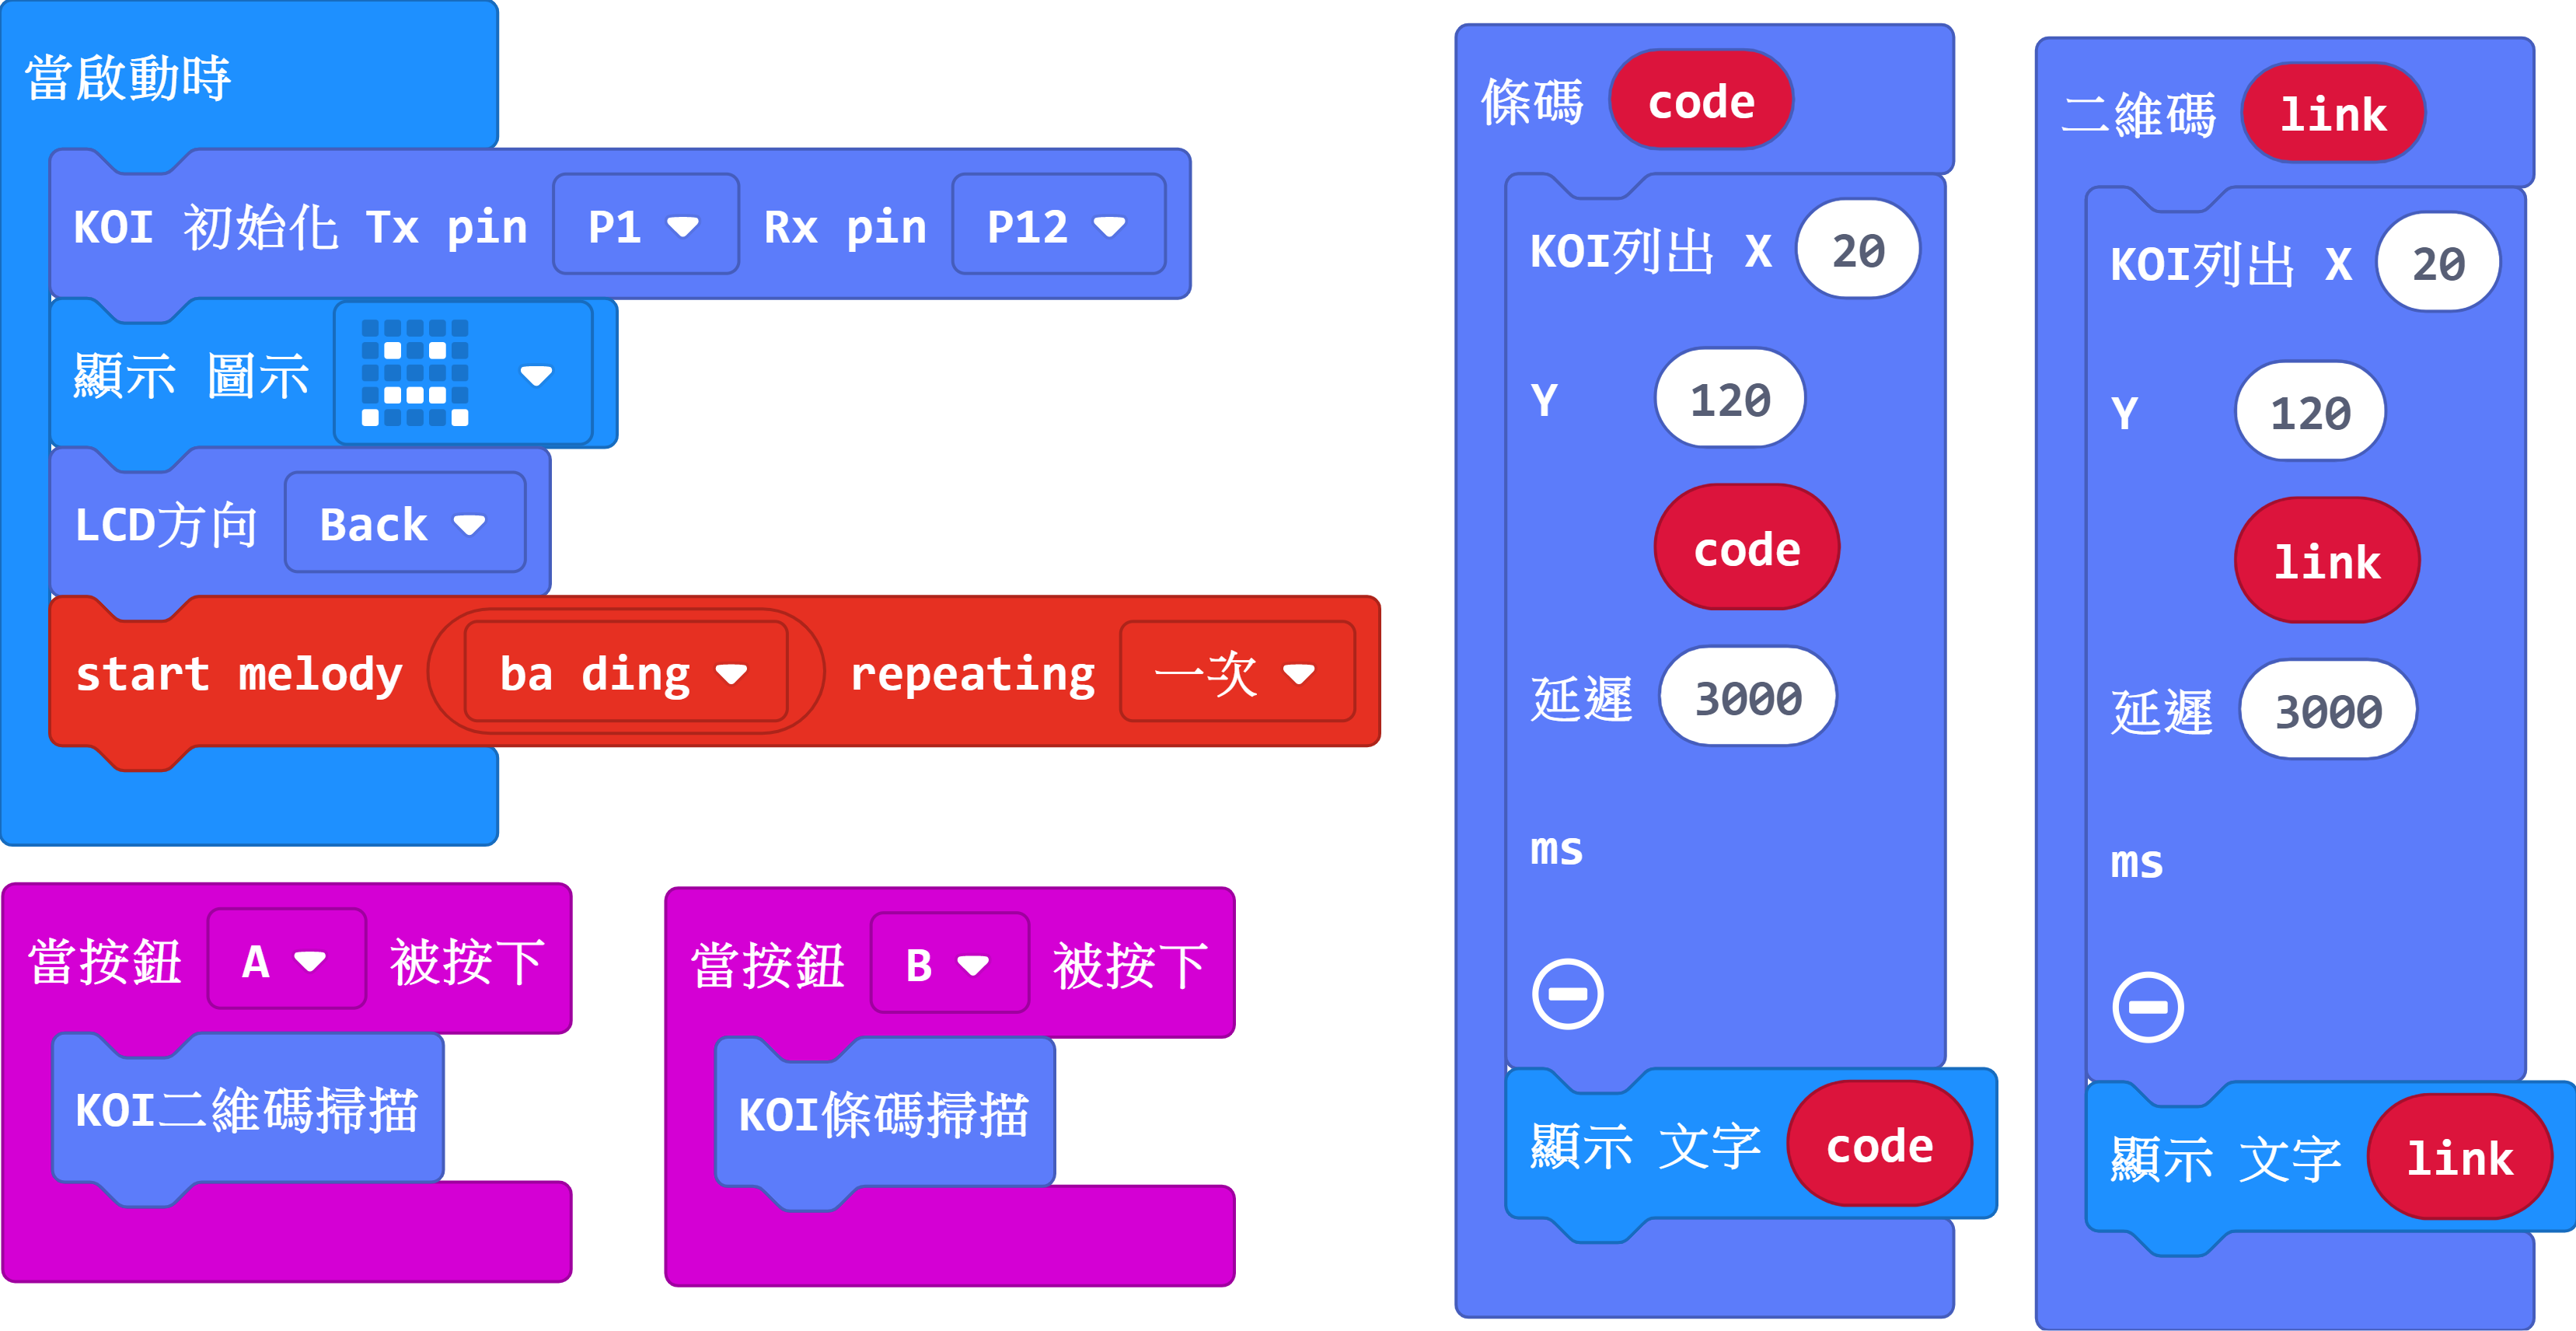 當啟動時
KOI 初始化 Tx pin P1 Rx pin P12
顯示 圖示
LCD方向 Back
start melody ba ding repeating 一次
當按鈕 A 被按下
KOI二維碼掃描
當按鈕 B 被按下
KOI條碼掃描
條碼 code
KOI列出 X 20
Y 120
code
延遲 3000
ms
顯示 文字 code
二維碼 link
KOI列出 X 20
Y 120
link
延遲 3000
ms
顯示 文字 link